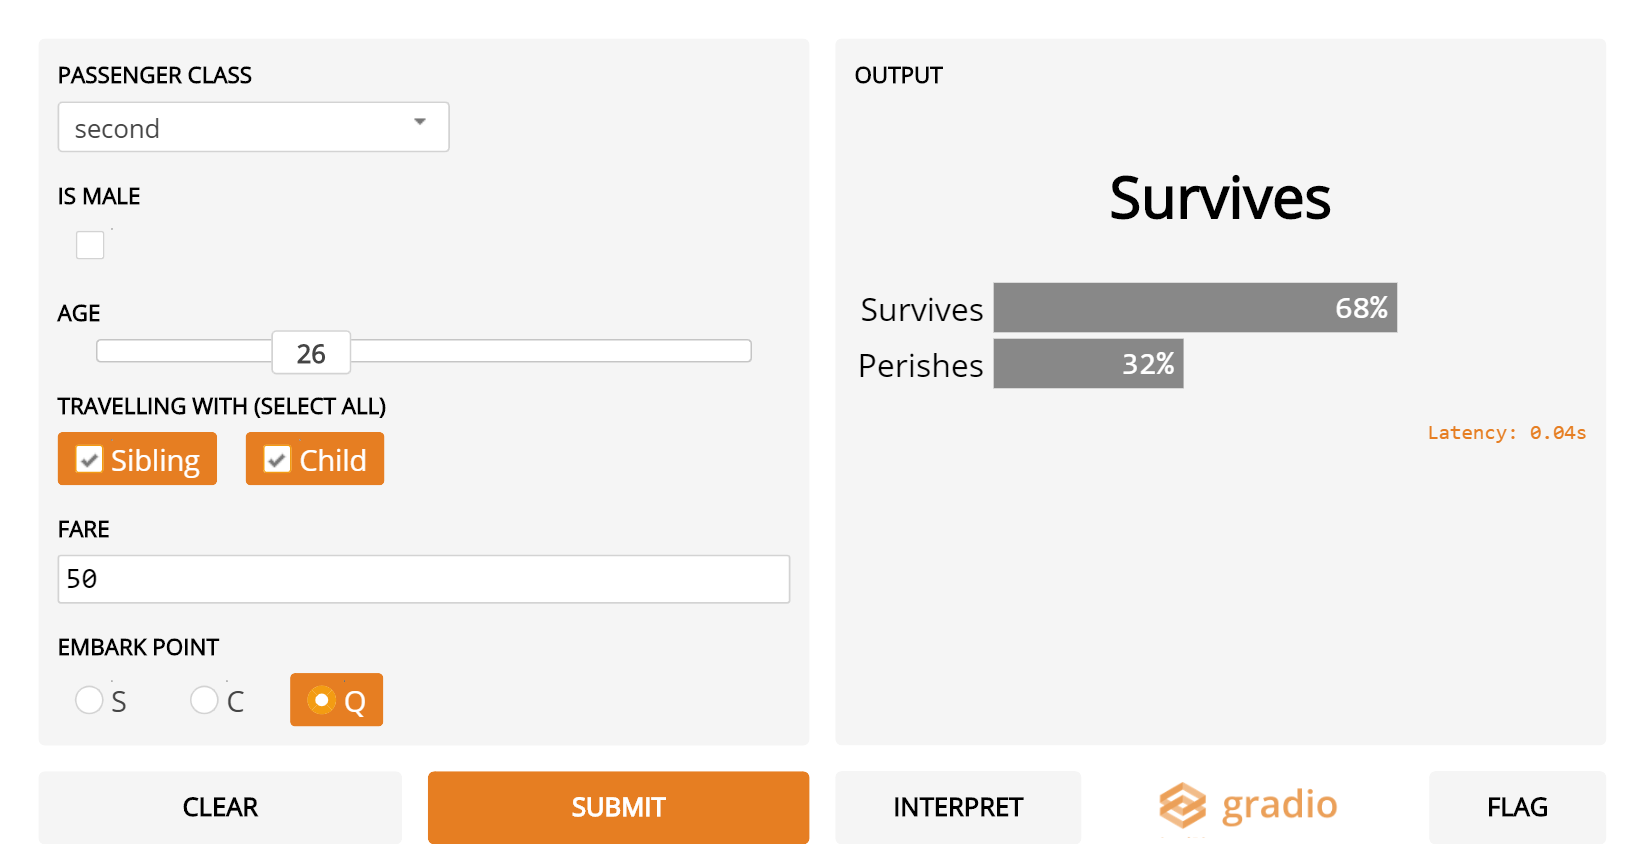 PASSENGER CLASS
second
IS MALE
AGE
26
TRAVELLING WITH (SELECT ALL)
Sibling Child
FARE
50
EMBARK POINT
S C Q
CLEAR SUBMIT
OUTPUT
Survives
Survives 68%
Perishes 32%
Latency: 0.04s
INTERPRET gradio FLAG